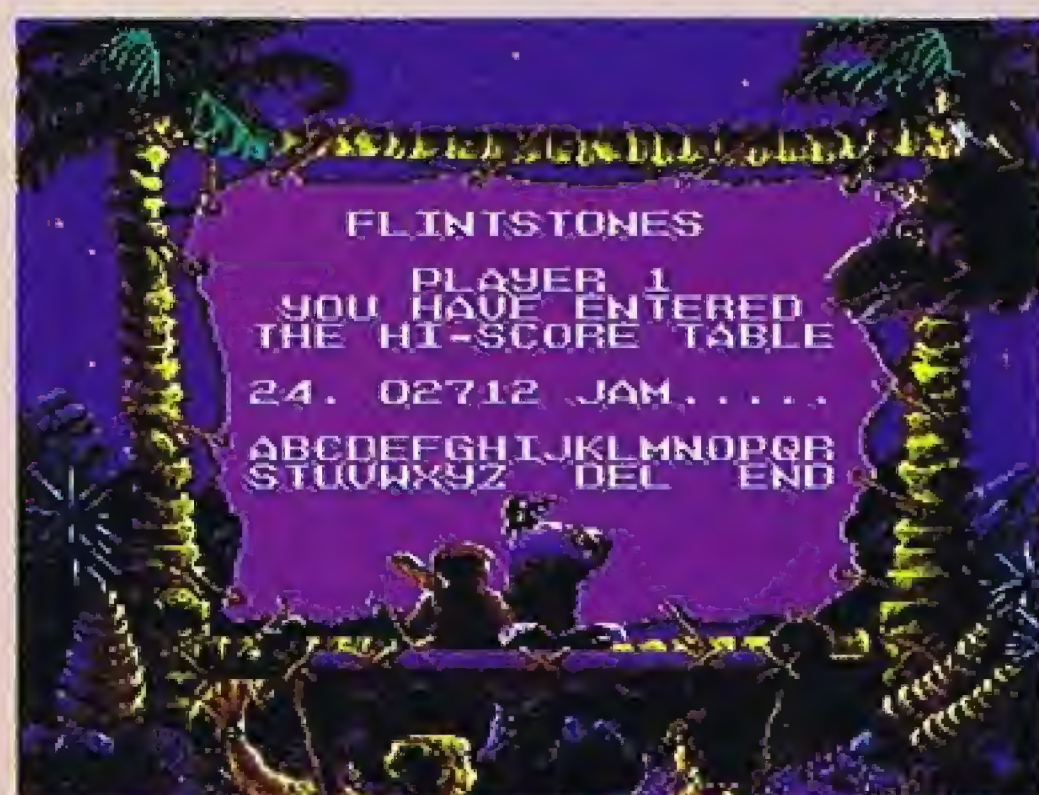 FLINTSTONES
PLAYER 1
YOU HAVE ENTERED
THE HI-SCORE TABLE
24. 02712 JAM.....
ABCDEFGHIJKLMNOPQR
STUVWXYZ DEL END